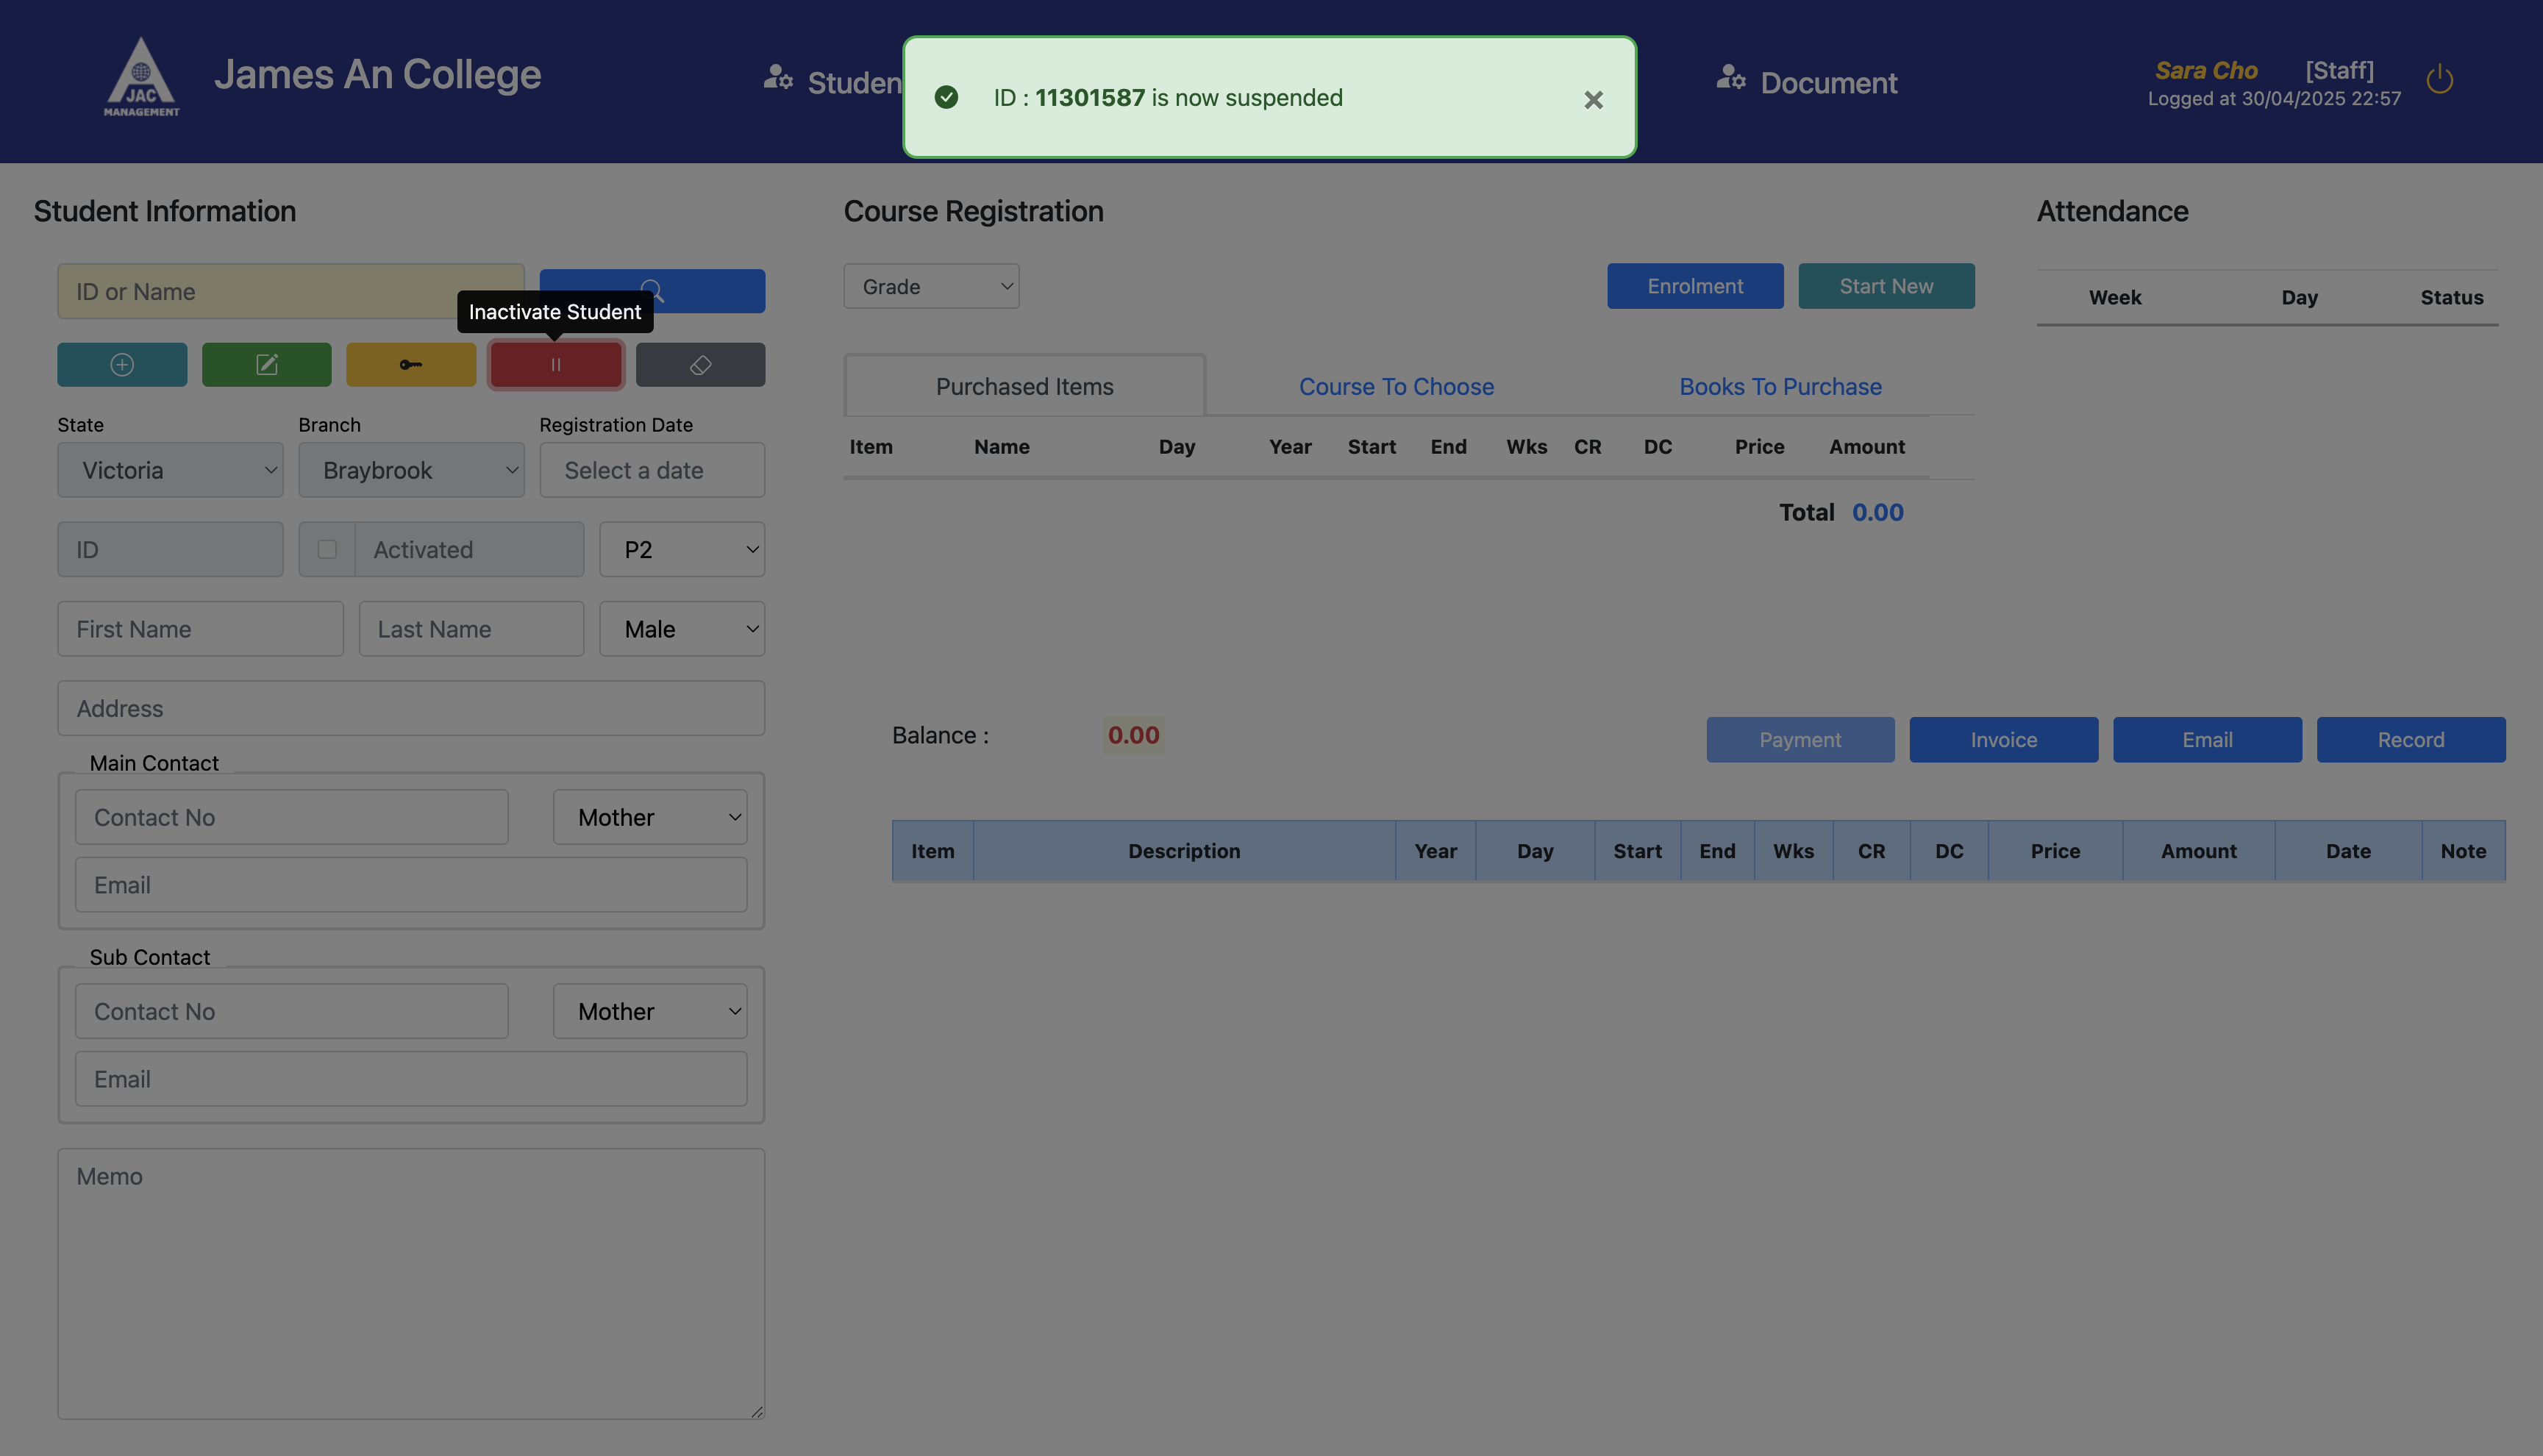 JAC
MANAGEMENT
James An College
Studen
Document
Sara Cho [Staff]
Logged at 30/04/2025 22:57
ID : 11301587 is now suspended
Student Information
ID or Name
Inactivate Student
State Branch Registration Date
Victoria Braybrook Select a date
ID Activated P2
First Name Last Name Male
Address
Main Contact
Contact No Mother
Email
Sub Contact
Contact No Mother
Email
Memo
Course Registration
Grade Enrolment Start New
Purchased Items Course To Choose Books To Purchase
Item Name Day Year Start End Wks CR DC Price Amount
Total 0.00
Attendance
Week Day Status
Balance : 0.00 Payment Invoice Email Record
Item Description Year Day Start End Wks CR DC Price Amount Date Note